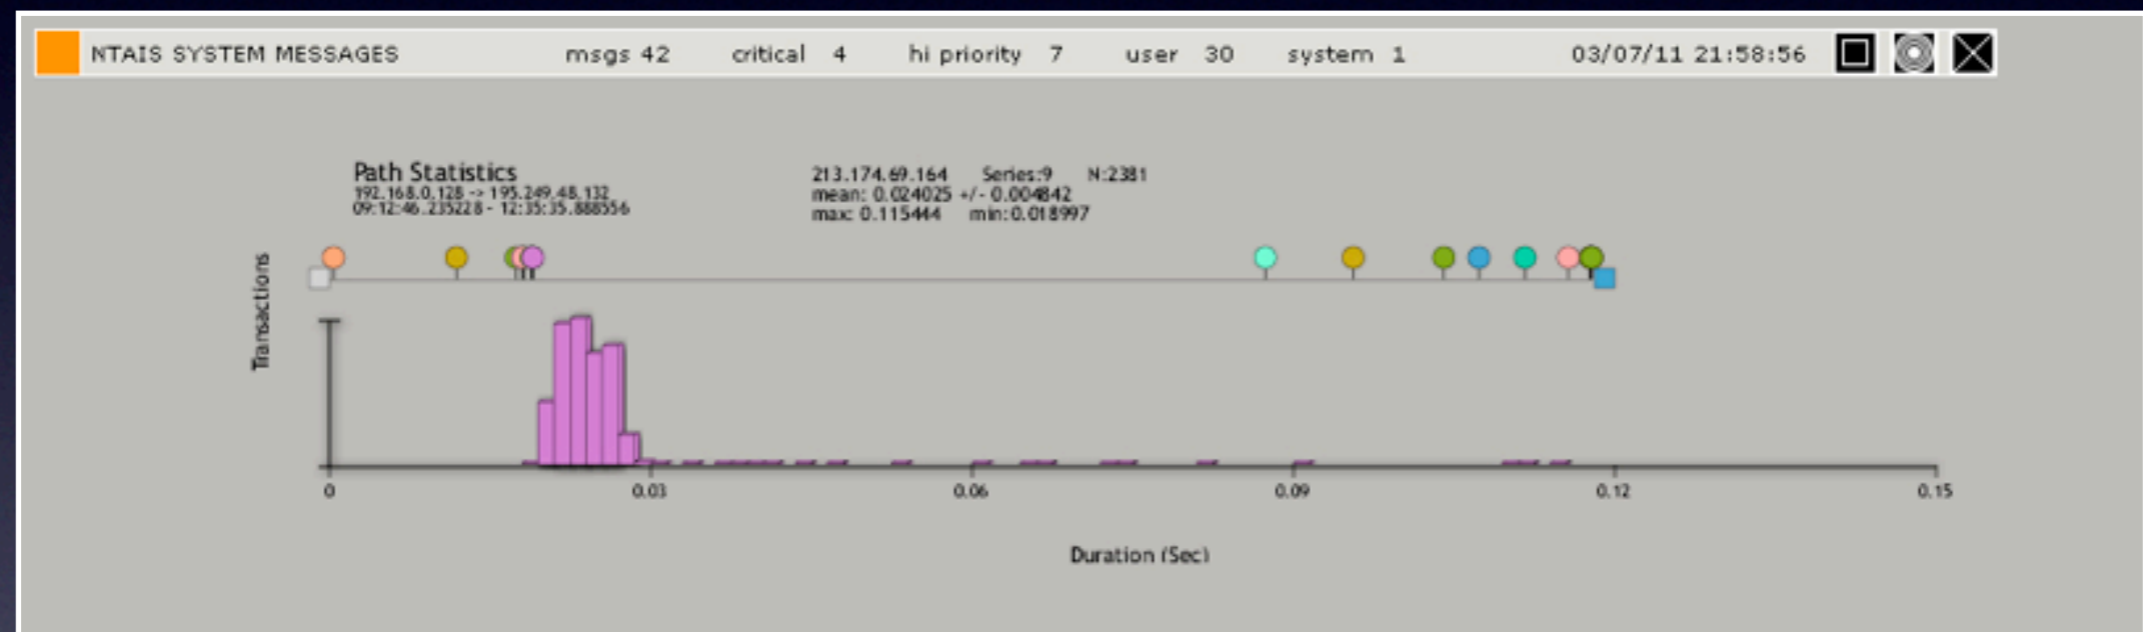 NTAIS SYSTEM MESSAGES msgs 42 critical 4 hi priority 7 user 30 system 1 03/07/11 21:58:56
Path Statistics
192.168.0.128 -> 195.249.48.132
09:12:46.235228 - 12:35:35.888556
213.174.69.164 Series:9 N:2381
mean: 0.024025 +/- 0.004842
max: 0.115444 min:0.018997
Transactions
0 0.03 0.06 0.09 0.12 0.15
Duration (Sec)